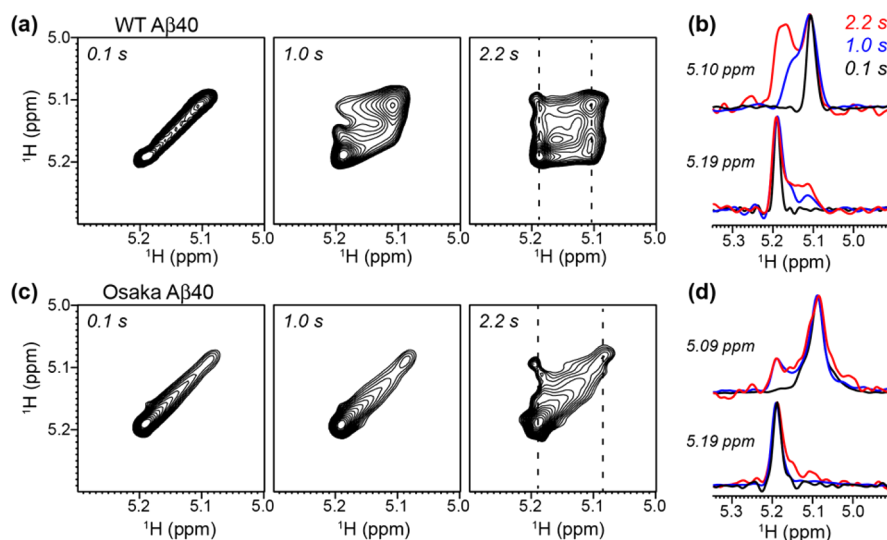 (a) WT Aβ40
0.1 s 1.0 s 2.2 s
5.0
5.1
5.2
¹H (ppm)
5.2 5.1 5.0 5.2 5.1 5.0 5.2 5.1 5.0
¹H (ppm) ¹H (ppm) ¹H (ppm)
(b)
2.2 s
1.0 s
0.1 s
5.10 ppm
5.19 ppm
5.3 5.2 5.1 5.0
¹H (ppm)
(c) Osaka Aβ40
0.1 s 1.0 s 2.2 s
5.0
5.1
5.2
¹H (ppm)
5.2 5.1 5.0 5.2 5.1 5.0 5.2 5.1 5.0
¹H (ppm) ¹H (ppm) ¹H (ppm)
(d)
5.09 ppm
5.19 ppm
5.3 5.2 5.1 5.0
¹H (ppm)